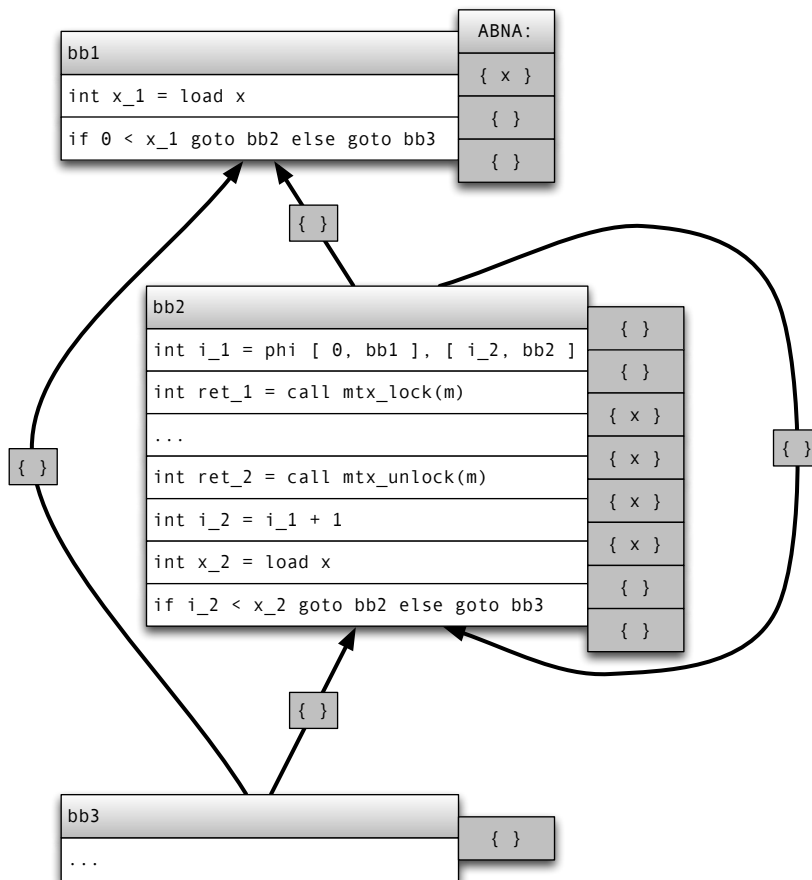 ABNA:
bb1
{ x }
int x_1 = load x
{ }
if 0 < x_1 goto bb2 else goto bb3
{ }
{ }
bb2
{ }
int i_1 = phi [ 0, bb1 ], [ i_2, bb2 ]
{ }
int ret_1 = call mtx_lock(m)
{ x }
...
{ x }
{ }
{ }
int ret_2 = call mtx_unlock(m)
{ x }
int i_2 = i_1 + 1
{ x }
int x_2 = load x
{ }
if i_2 < x_2 goto bb2 else goto bb3
{ }
{ }
bb3
{ }
...